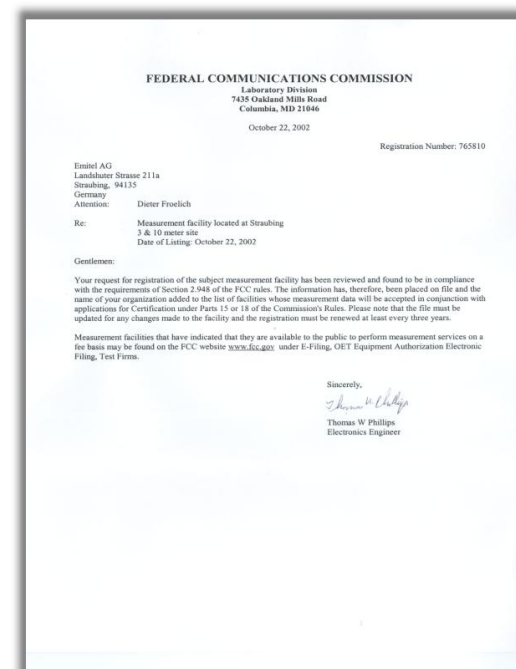 FEDERAL COMMUNICATIONS COMMISSION
Laboratory Division
7435 Oakland Mills Road
Columbia, MD 21046
October 22, 2002
Registration Number: 765810
Emitel AG
Landshuter Strasse 211a
Straubing, 94135
Germany
Attention: Dieter Froelich
Re: Measurement facility located at Straubing
3 & 10 meter site
Date of Listing: October 22, 2002
Gentlemen:
Your request for registration of the subject measurement facility has been reviewed and found to be in compliance
with the requirements of Section 2.948 of the FCC rules. The information has, therefore, been placed on file and the
name of your organization added to the list of facilities whose measurement data will be accepted in conjunction with
applications for Certification under Parts 15 or 18 of the Commission's Rules. Please note that the file must be
updated for any changes made to the facility and the registration must be renewed at least every three years.
Measurement facilities that have indicated that they are available to the public to perform measurement services on a
fee basis may be found on the FCC website www.fcc.gov under E-Filing, OET Equipment Authorization Electronic
Filing, Test Firms.
Sincerely,
Thomas W Phillips
Thomas W Phillips
Electronics Engineer